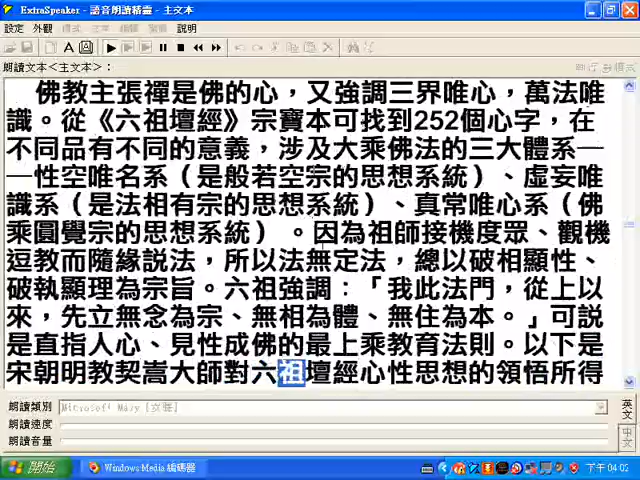 ExtraSpeaker - 語音朗讀精靈 - 主文本
設定 外觀 編輯 說明
朗讀文本<主文本>：
佛教主張禪是佛的心，又強調三界唯心，萬法唯
識。從《六祖壇經》宗寶本可找到252個心字，在
不同品有不同的意義，涉及大乘佛法的三大體系─
─性空唯名系（是般若空宗的思想系統）、虛妄唯
識系（是法相有宗的思想系統）、真常唯心系（佛
乘圓覺宗的思想系統）。因為祖師接機度眾、觀機
逗教而隨緣說法，所以法無定法，總以破相顯性、
破執顯理為宗旨。六祖強調：「我此法門，從上以
來，先立無念為宗、無相為體、無住為本。」可說
是直指人心、見性成佛的最上乘教育法則。以下是
宋朝明教契嵩大師對六祖壇經心性思想的領悟所得
朗讀類別 Microsoft Mary [女聲]
英文
朗讀速度
中文
朗讀音量
開始 Windows Media 編碼器 下午 04:02